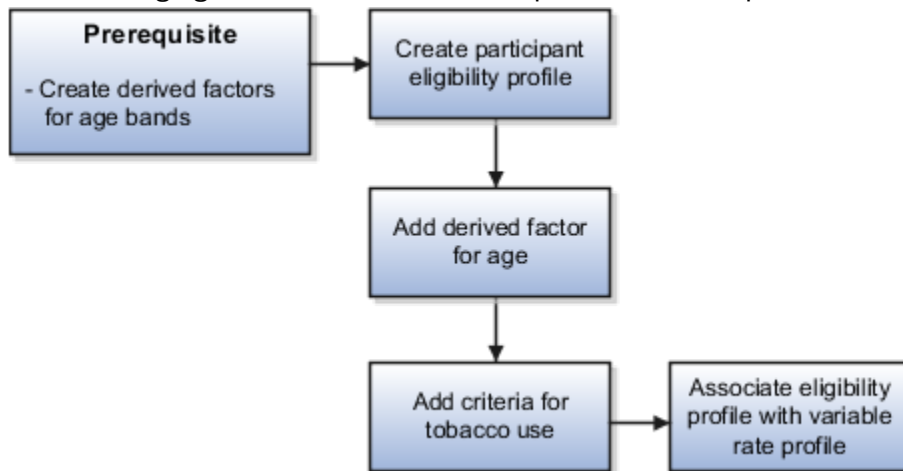 Prerequisite
- Create derived factors
for age bands
Create participant
eligibility profile
Add derived factor
for age
Add criteria for
tobacco use
Associate eligibility
profile with variable
rate profile